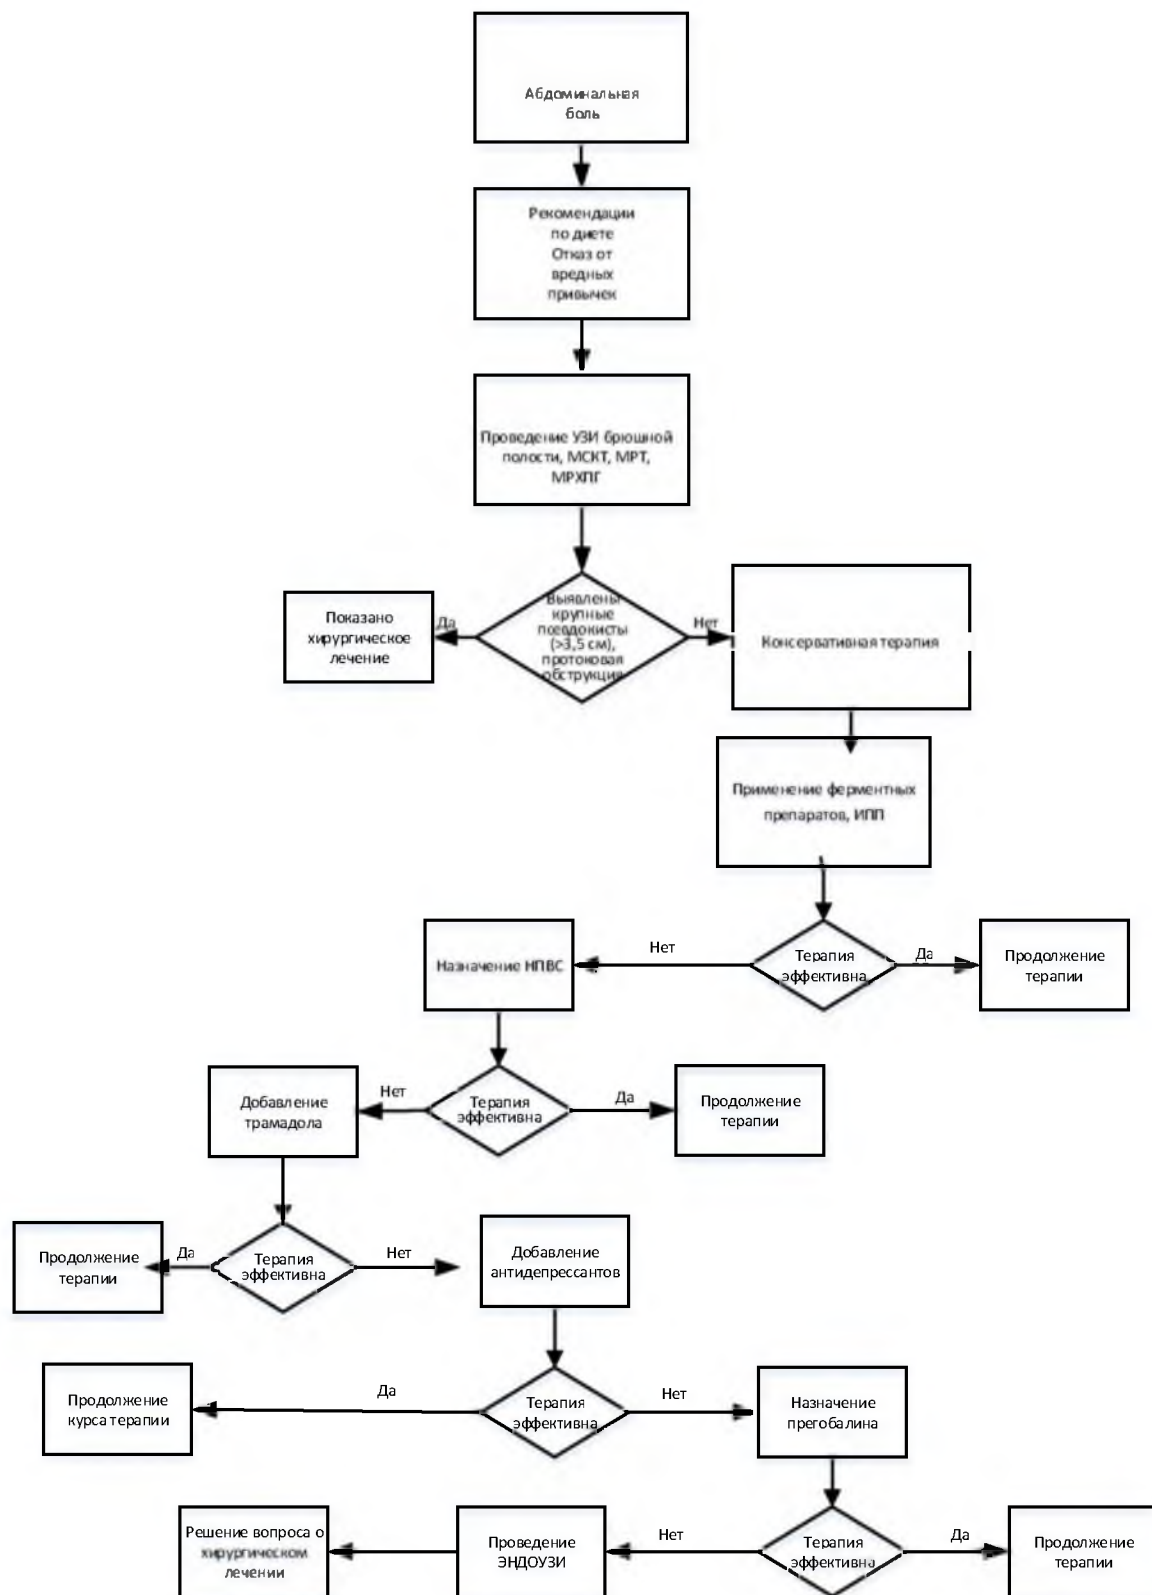 Абдоминальная
боль
Рекомендации
по диете
Отказ от
вредных
привычек
Проведение УЗИ брюшной
полости, МСКТ, МРТ,
МРХПГ
Показано
хирургическое
лечение
Да
Выявлены
крупные
псевдокисты
(>3,5 см),
протоковая
обструкция
Нет
Консервативная терапия
Применение ферментных
препаратов, ИПП
Назначение НПВС
Нет
Терапия
эффективна
Да
Продолжение
терапии
Добавление
трамадола
Нет
Терапия
эффективна
Да
Продолжение
терапии
Продолжение
терапии
Да
Терапия
эффективна
Нет
Добавление
антидепрессантов
Продолжение
курса терапии
Да
Терапия
эффективна
Нет
Назначение
прегобалина
Решение вопроса о
хирургическом
лечении
Проведение
ЭНДОУЗИ
Нет
Терапия
эффективна
Да
Продолжение
терапии